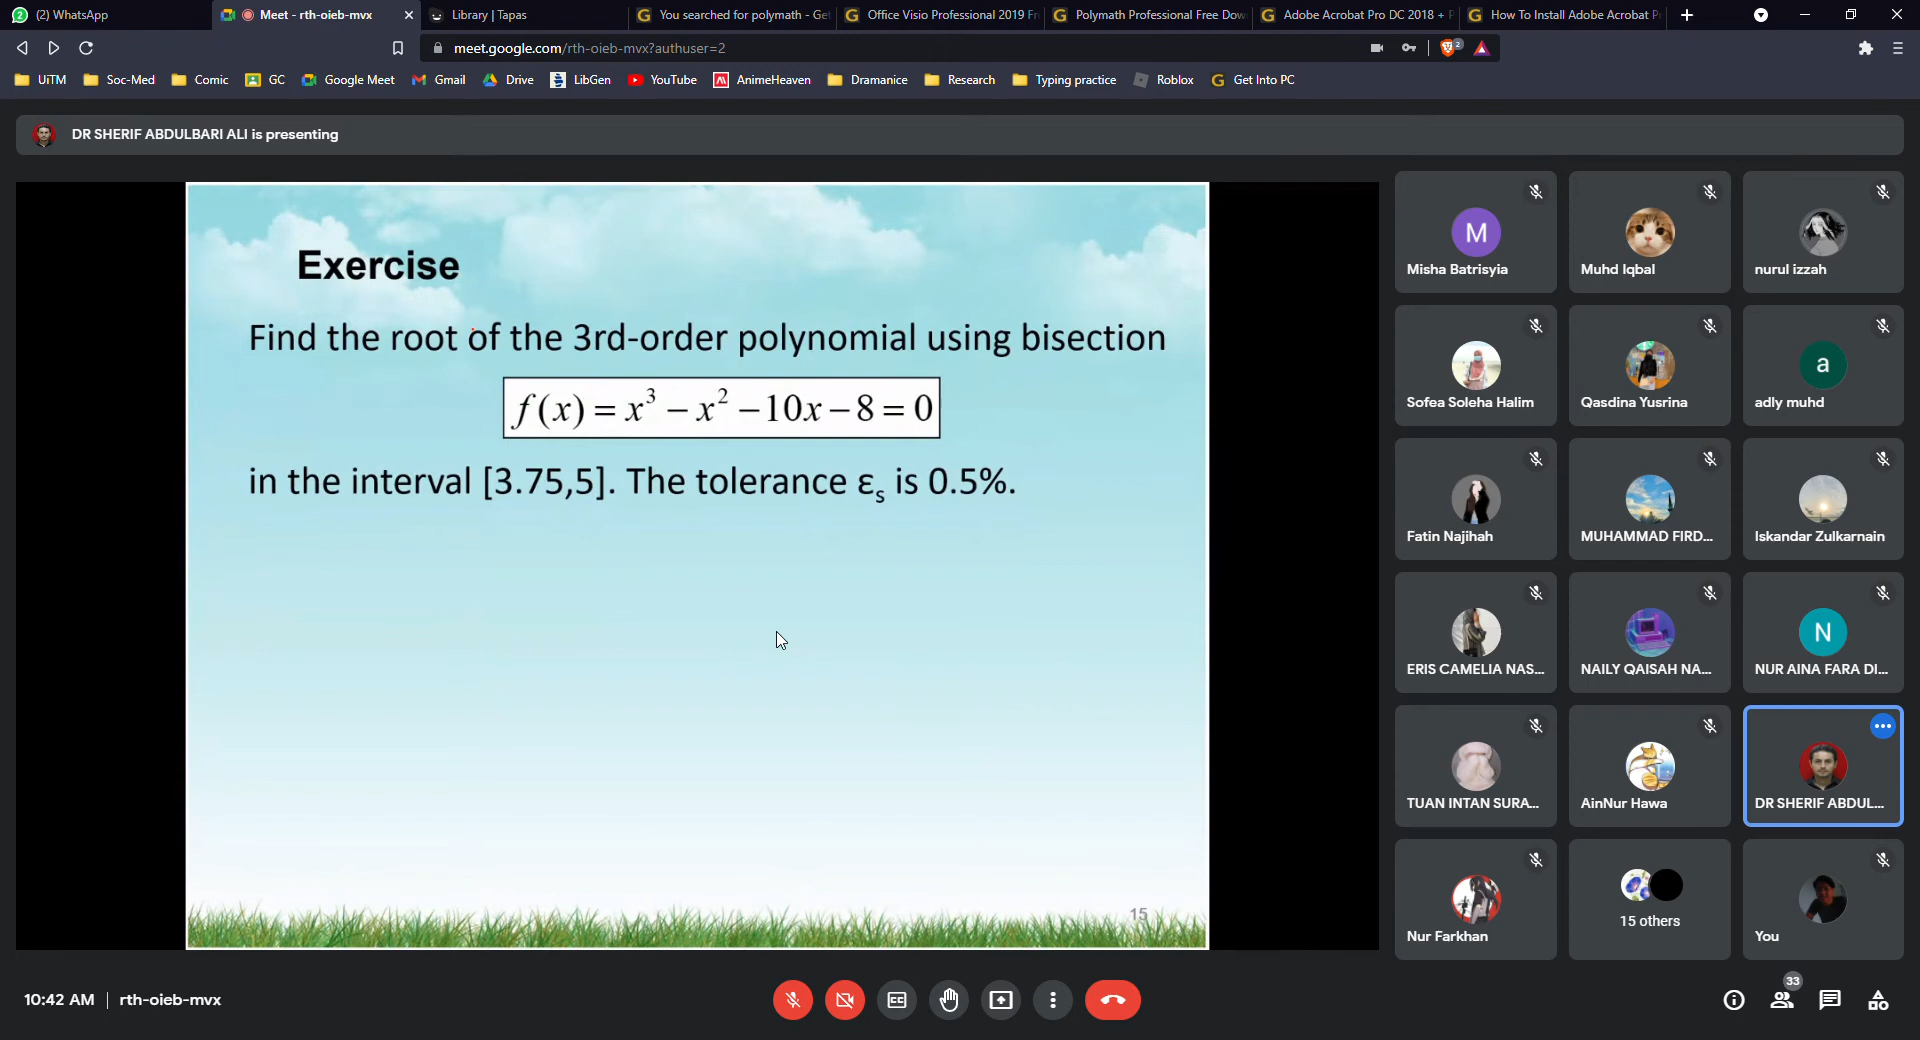 (2) WhatsApp
Meet - rth-oieb-mvx
Library | Tapas
You searched for polymath - Get
Office Visio Professional 2019 Fr
Polymath Professional Free Dow
Adobe Acrobat Pro DC 2018 + P
How To Install Adobe Acrobat P
meet.google.com/rth-oieb-mvx?authuser=2
2
UiTM
Soc-Med
Comic
GC
Google Meet
Gmail
Drive
LibGen
YouTube
AnimeHeaven
Dramanice
Research
Typing practice
Roblox
Get Into PC
DR SHERIF ABDULBARI ALI is presenting
Exercise
Find the root of the 3rd-order polynomial using bisection
f(x) = x³ − x² −10x − 8 = 0
in the interval [3.75,5]. The tolerance εₛ is 0.5%.
15
M
Misha Batrisyia
Muhd Iqbal
nurul izzah
Sofea Soleha Halim
Qasdina Yusrina
a
adly muhd
Fatin Najihah
MUHAMMAD FIRD...
Iskandar Zulkarnain
ERIS CAMELIA NAS...
NAILY QAISAH NA...
N
NUR AINA FARA DI...
TUAN INTAN SURA...
AinNur Hawa
DR SHERIF ABDUL...
Nur Farkhan
15 others
You
10:42 AM | rth-oieb-mvx
CC
33